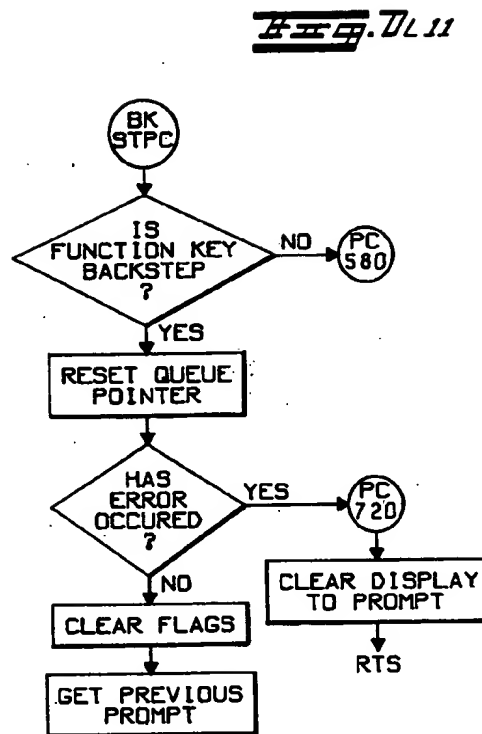 Fig. DL 11
BK
STPC
IS
FUNCTION KEY
BACKSTEP
?
NO
PC
580
YES
RESET QUEUE
POINTER
HAS
ERROR
OCCURED
?
YES
PC
720
NO
CLEAR DISPLAY
TO PROMPT
CLEAR FLAGS
RTS
GET PREVIOUS
PROMPT